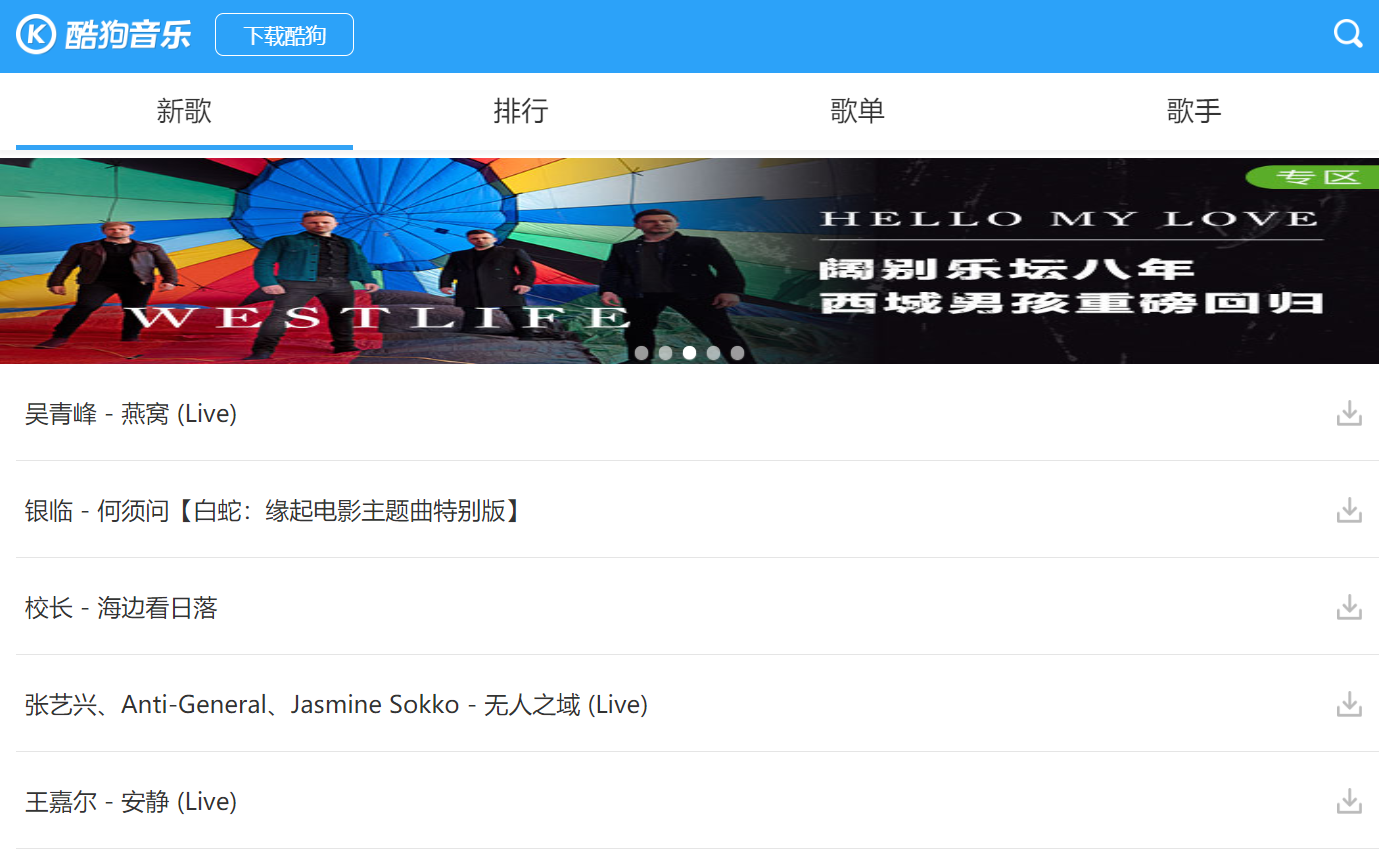 酷狗音乐
下载酷狗
新歌
排行
歌单
歌手
专区
HELLO MY LOVE
阔别乐坛八年
西城男孩重磅回归
WESTLIFE
吴青峰 - 燕窝 (Live)
银临 - 何须问【白蛇：缘起电影主题曲特别版】
校长 - 海边看日落
张艺兴、Anti-General、Jasmine Sokko - 无人之域 (Live)
王嘉尔 - 安静 (Live)